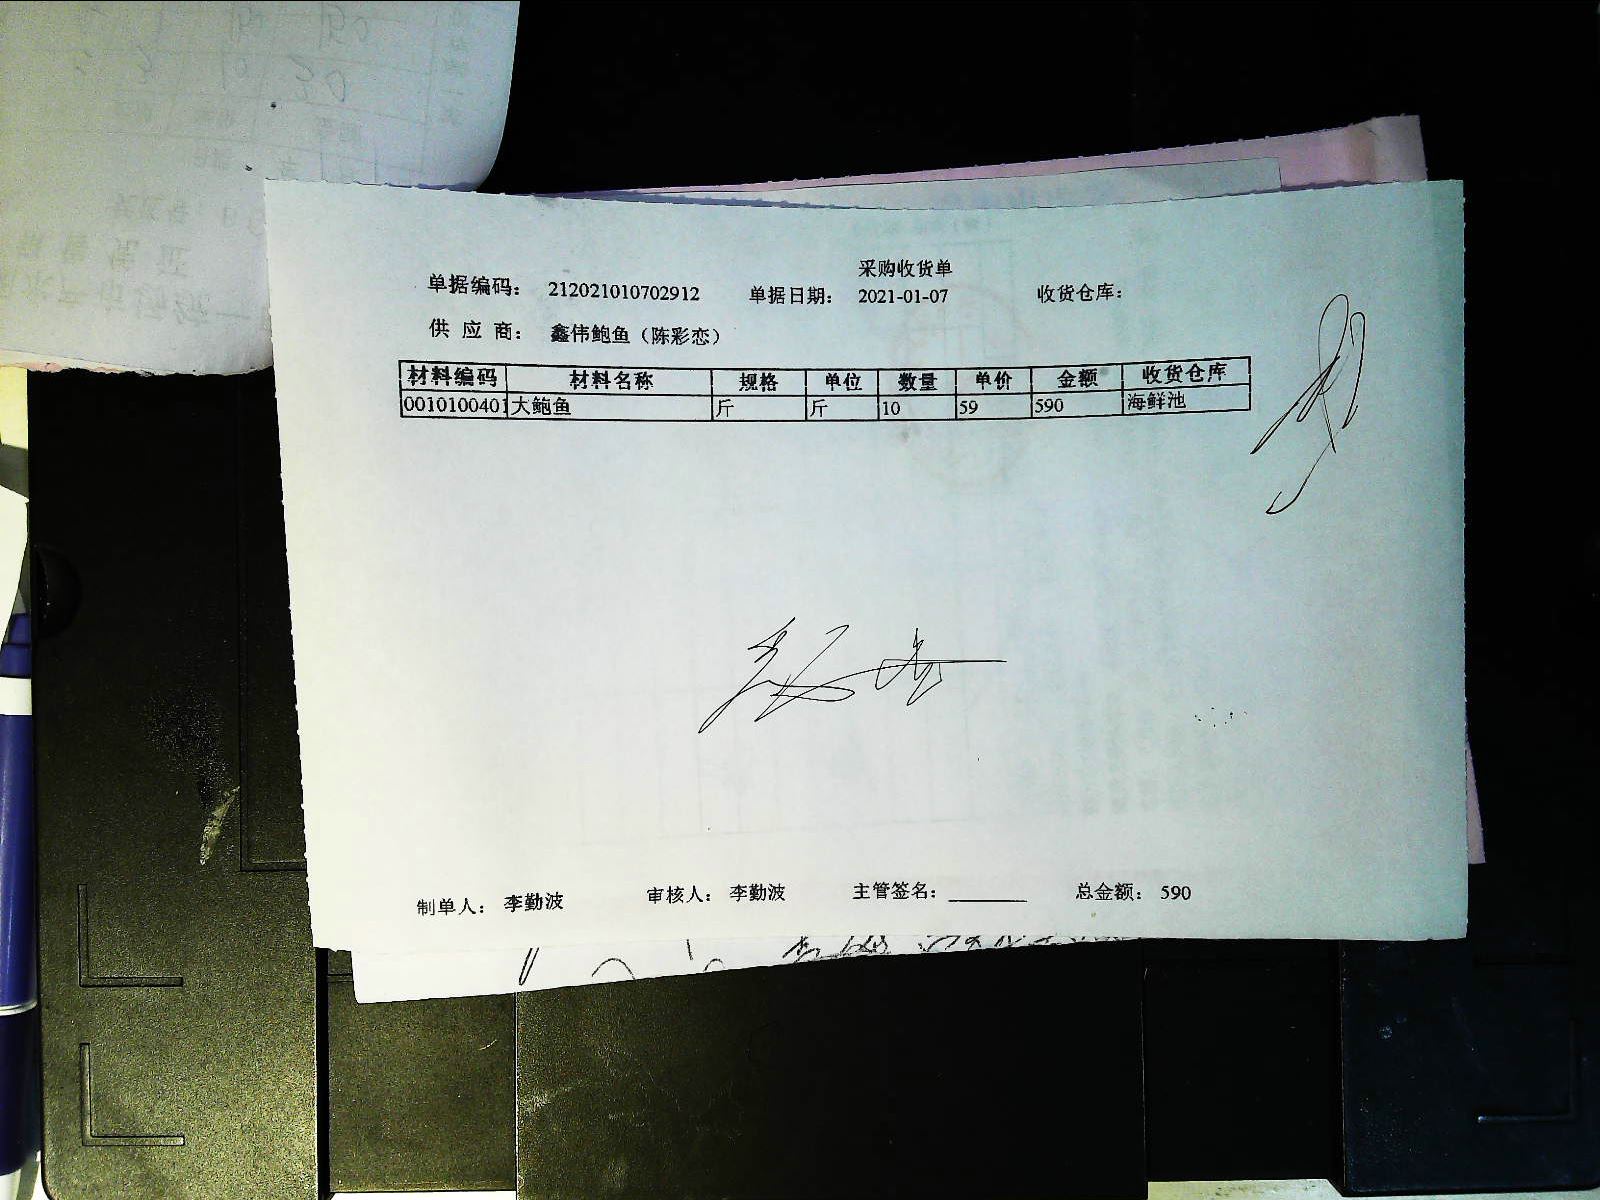 采购收货单
单据编码： 212021010702912 单据日期： 2021-01-07 收货仓库：
供 应 商： 鑫伟鲍鱼（陈彩恋）
材料编码 材料名称 规格 单位 数量 单价 金额 收货仓库
0010100401 大鲍鱼 斤 斤 10 59 590 海鲜池
制单人： 李勤波 审核人： 李勤波 主管签名： 总金额： 590